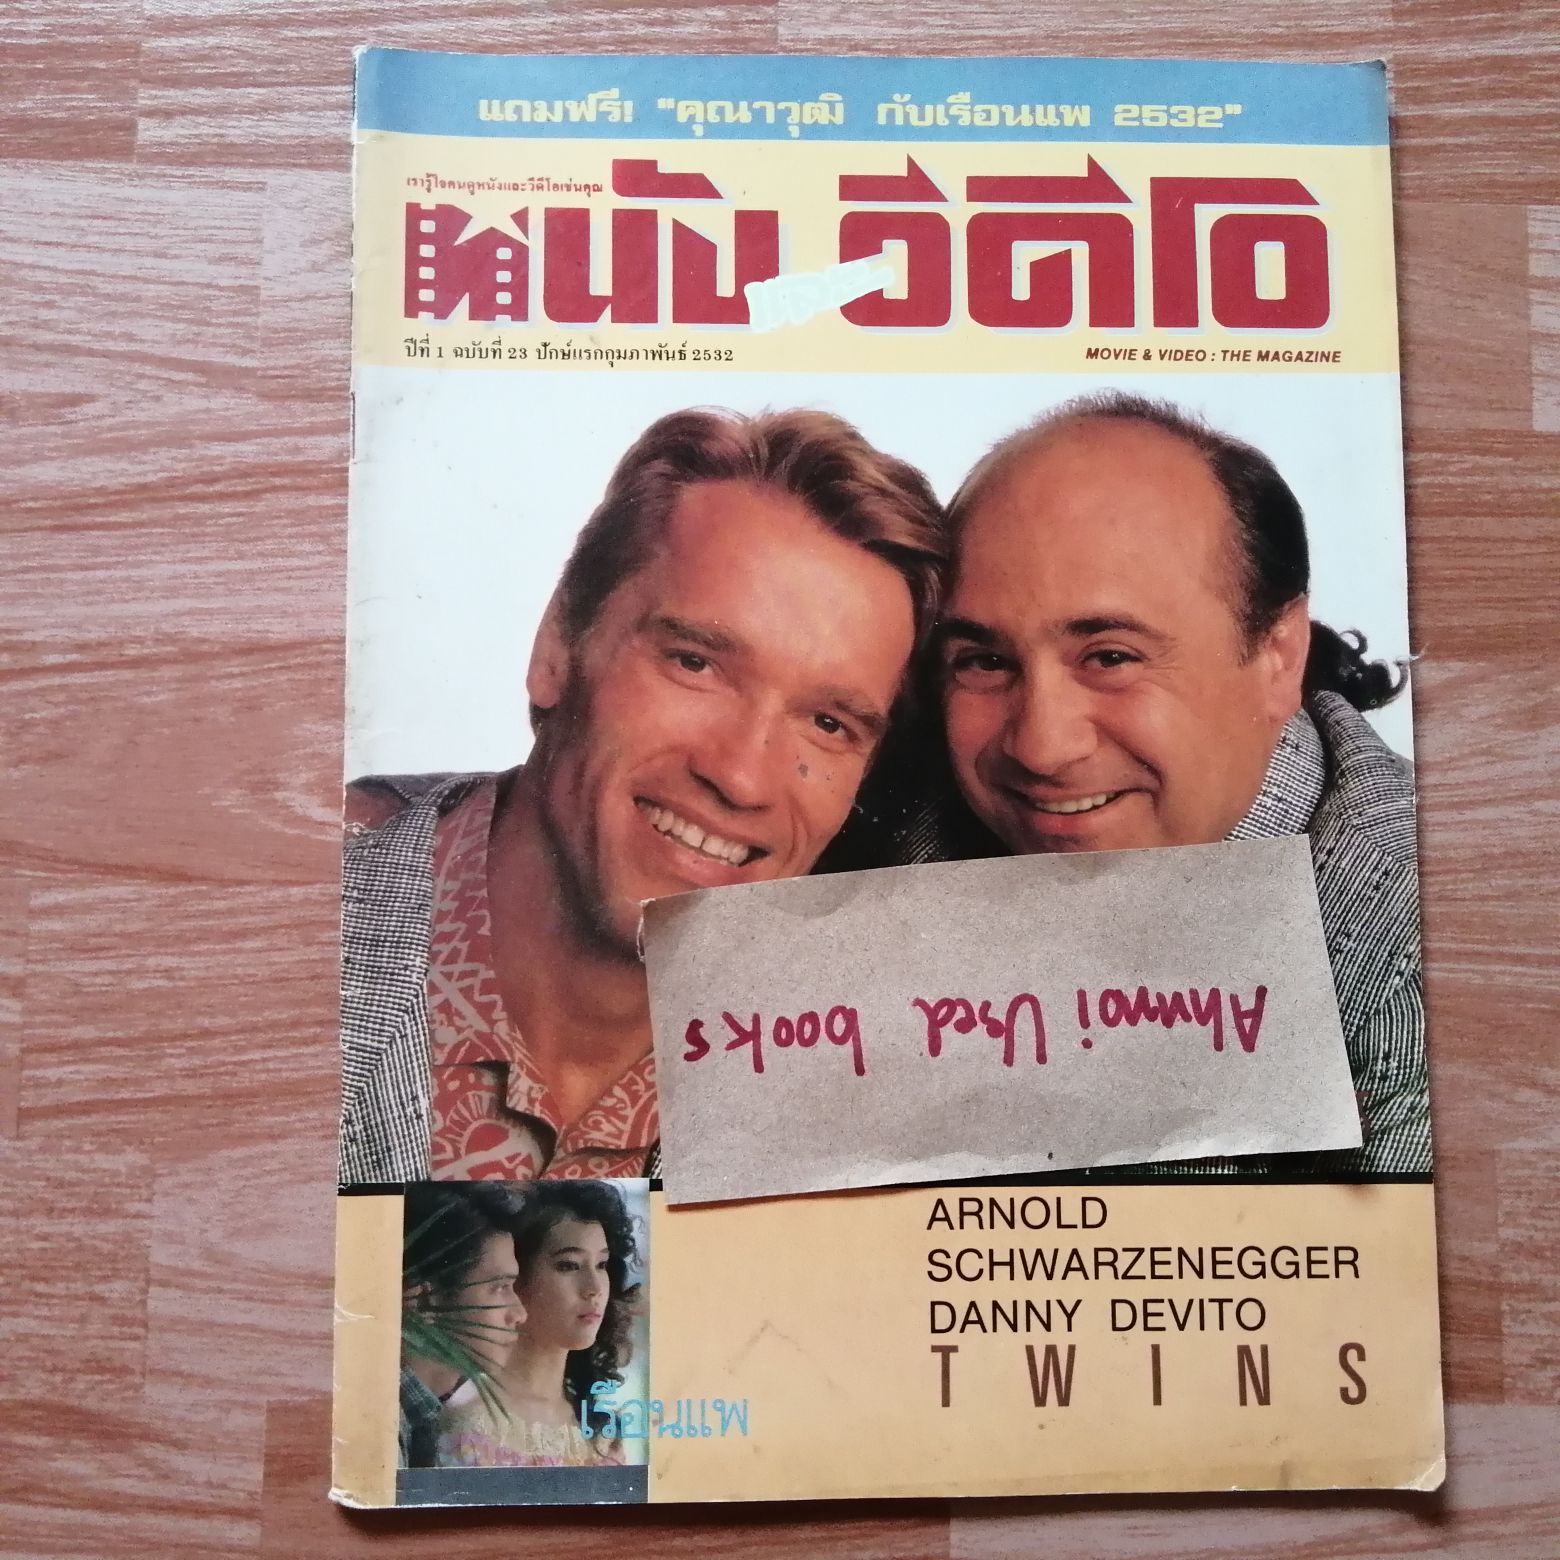 แถมฟรี! "คุณาวุฒิ กับเรือนแพ 2532"
เรารู้ใจคนดูหนังและวีดีโอเช่นคุณ
หนัง และ วีดีโอ
ปีที่ 1 ฉบับที่ 23 ปักษ์แรกกุมภาพันธ์ 2532
MOVIE & VIDEO : THE MAGAZINE
Ahmoi Used books
ARNOLD
SCHWARZENEGGER
DANNY DEVITO
TWINS
เรือนแพ